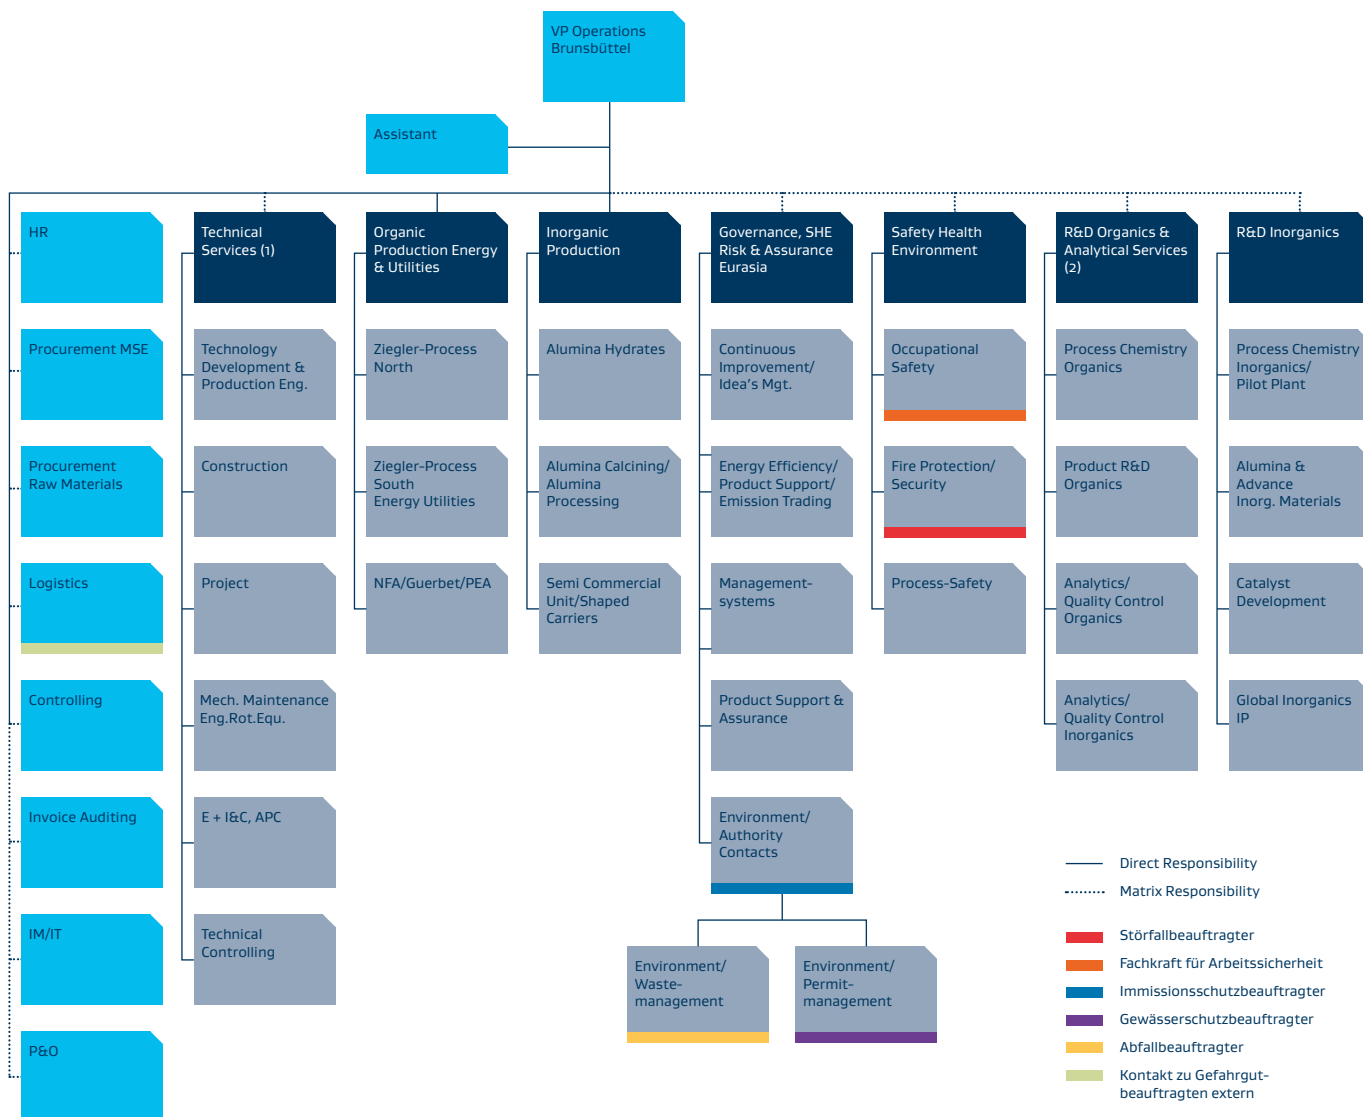 VP Operations
Brunsbüttel
Assistant
HR
Technical
Services (1)
Organic
Production Energy
& Utilities
Inorganic
Production
Governance, SHE
Risk & Assurance
Eurasia
Safety Health
Environment
R&D Organics &
Analytical Services
(2)
R&D Inorganics
Procurement MSE
Technology
Development &
Production Eng.
Ziegler-Process
North
Alumina Hydrates
Continuous
Improvement/
Idea's Mgt.
Occupational
Safety
Process Chemistry
Organics
Process Chemistry
Inorganics/
Pilot Plant
Procurement
Raw Materials
Construction
Ziegler-Process
South
Energy Utilities
Alumina Calcining/
Alumina
Processing
Energy Efficiency/
Product Support/
Emission Trading
Fire Protection/
Security
Product R&D
Organics
Alumina &
Advance
Inorg. Materials
Logistics
Project
NFA/Guerbet/PEA
Semi Commercial
Unit/Shaped
Carriers
Management-
systems
Process-Safety
Analytics/
Quality Control
Organics
Catalyst
Development
Controlling
Mech. Maintenance
Eng.Rot.Equ.
Product Support &
Assurance
Analytics/
Quality Control
Inorganics
Global Inorganics
IP
Invoice Auditing
E + I&C, APC
Environment/
Authority
Contacts
IM/IT
Technical
Controlling
Environment/
Waste-
management
Environment/
Permit-
management
P&O
Direct Responsibility
Matrix Responsibility
Störfallbeauftragter
Fachkraft für Arbeitssicherheit
Immissionsschutzbeauftragter
Gewässerschutzbeauftragter
Abfallbeauftragter
Kontakt zu Gefahrgut-
beauftragten extern